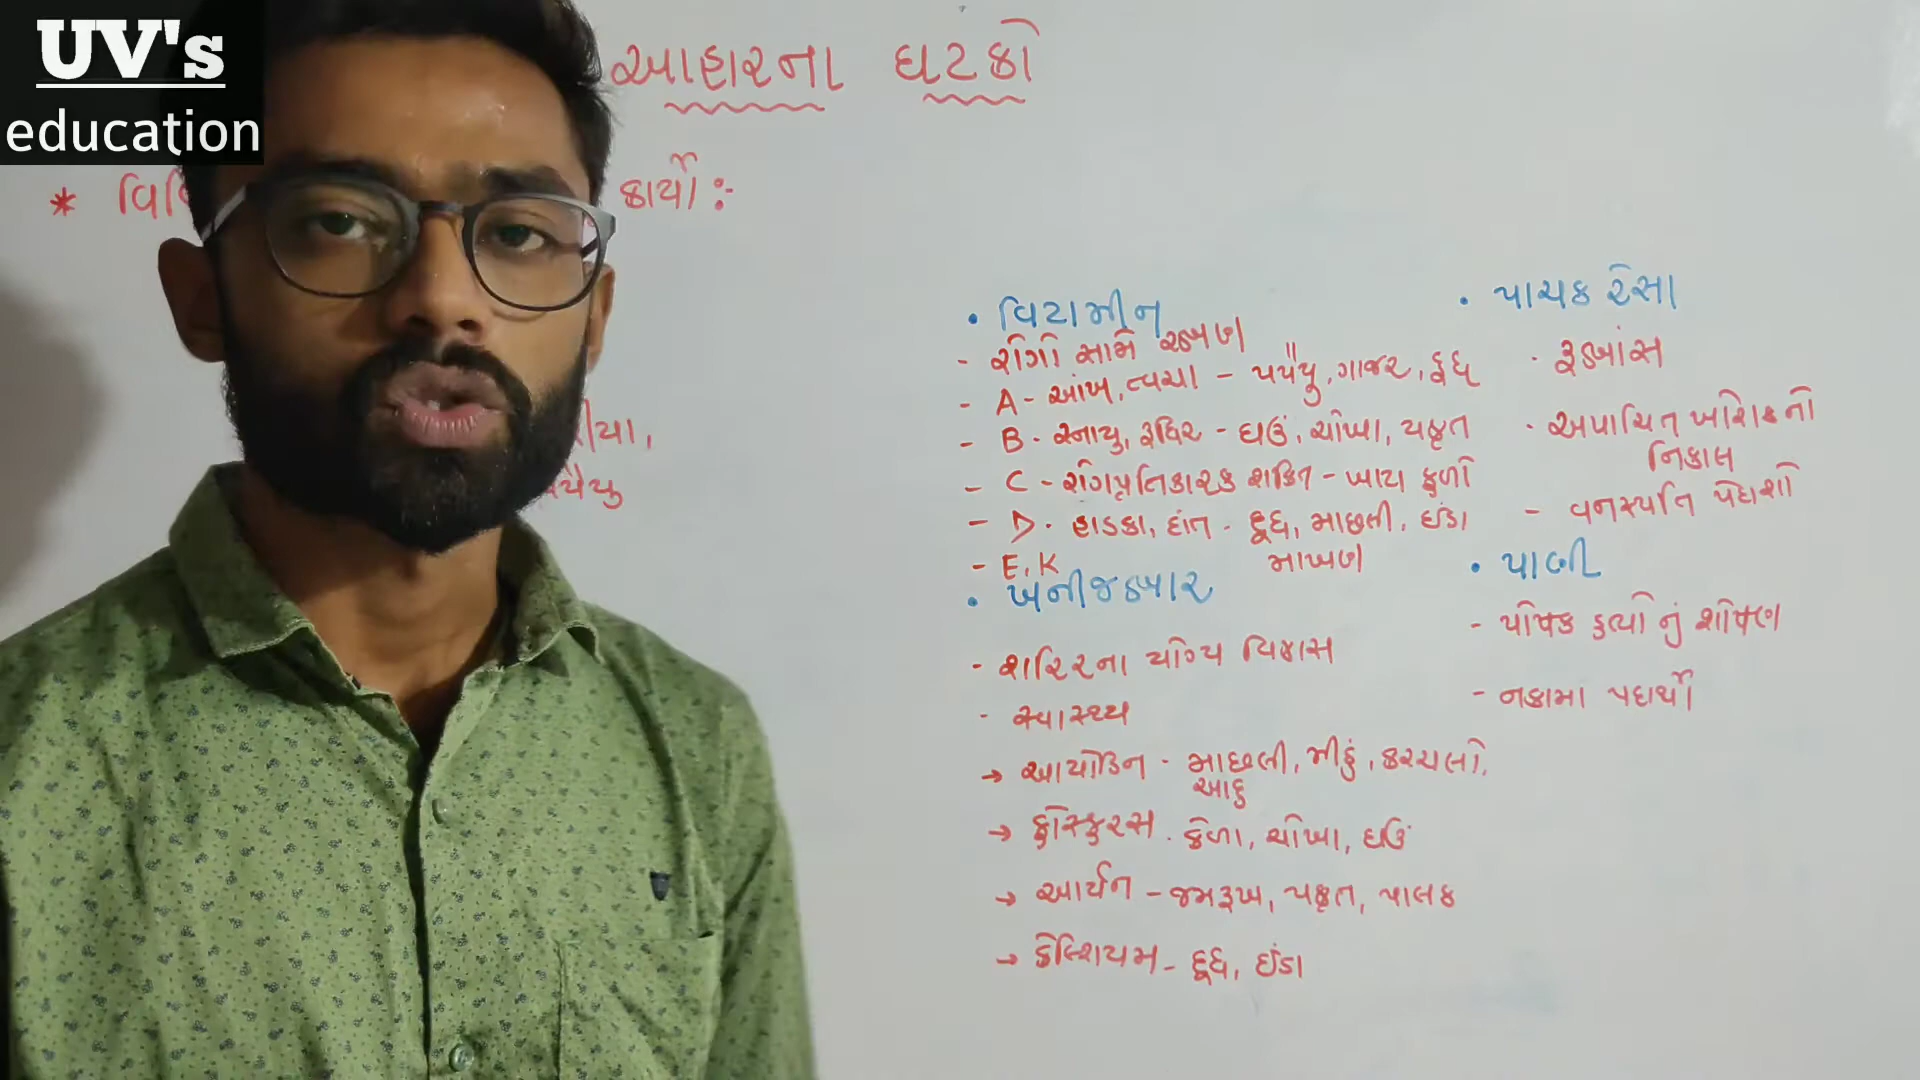 UV's
education
આહારના ઘટકો
* કાર્યો :-
• વિટામીન
- રોગો સામે રક્ષણ
- A - આંખ, ત્વચા - પપૈયુ, ગાજર, દૂધ
- B - સ્નાયુ, રૂધિર - ઘઉં, ચોખા, યકૃત
- C - રોગપ્રતિકારક શક્તિ - ખાટા ફળો
- D - હાડકા, દાંત - દૂધ, માછલી, ઈંડા
માખણ
- E, K
• ખનીજક્ષાર
- શરિરના યોગ્ય વિકાસ
- સ્વાસ્થ્ય
→ આયોડિન - માછલી, મીઠું, કરચલો,
આદુ
→ ફોસ્ફરસ - કેળા, ચોખા, ઘઉં
→ આર્યન - જમરૂખ, યકૃત, પાલક
→ કેલ્શિયમ - દૂધ, ઈંડા
• પાચક રેસા
- રૂક્ષાંસ
- અપાચિત ખોરાકનો
નિકાલ
- વનસ્પતિ પેદાશો
• પાણી
- પોષક તત્વો નું શોષણ
- નકામા પદાર્થો
પૈયુ